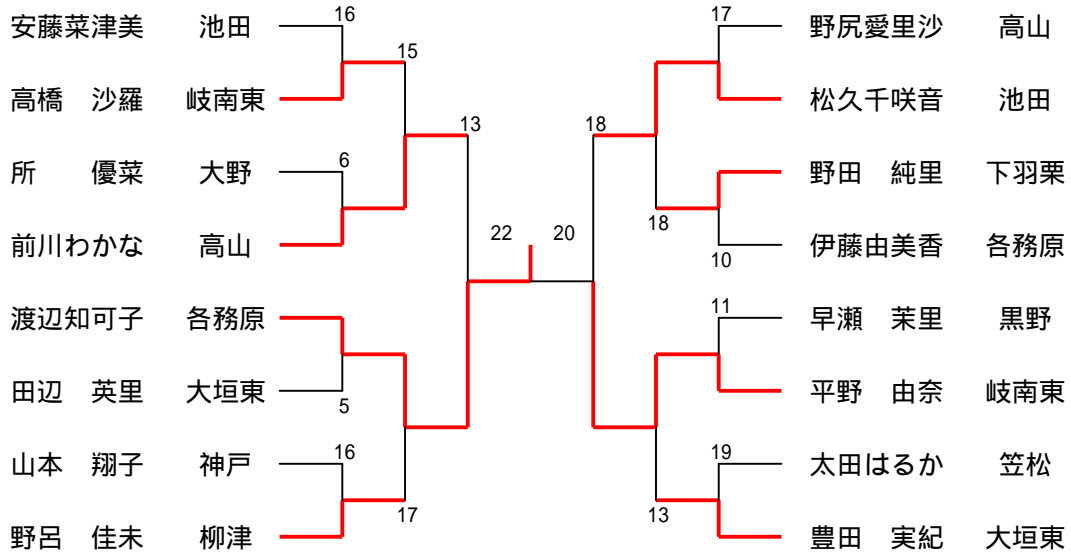 16 17
安藤菜津美 池田 野尻愛里沙 高山
15
高橋 沙羅 岐南東 松久千咲音 池田
13 18
6
所 優菜 大野 野田 純里 下羽栗
18
22 20
前川わかな 高山 伊藤由美香 各務原
10
11
渡辺知可子 各務原 早瀬 茉里 黒野
田辺 英里 大垣東 平野 由奈 岐南東
5
16 19
山本 翔子 神戸 太田はるか 笠松
17 13
野呂 佳未 柳津 豊田 実紀 大垣東